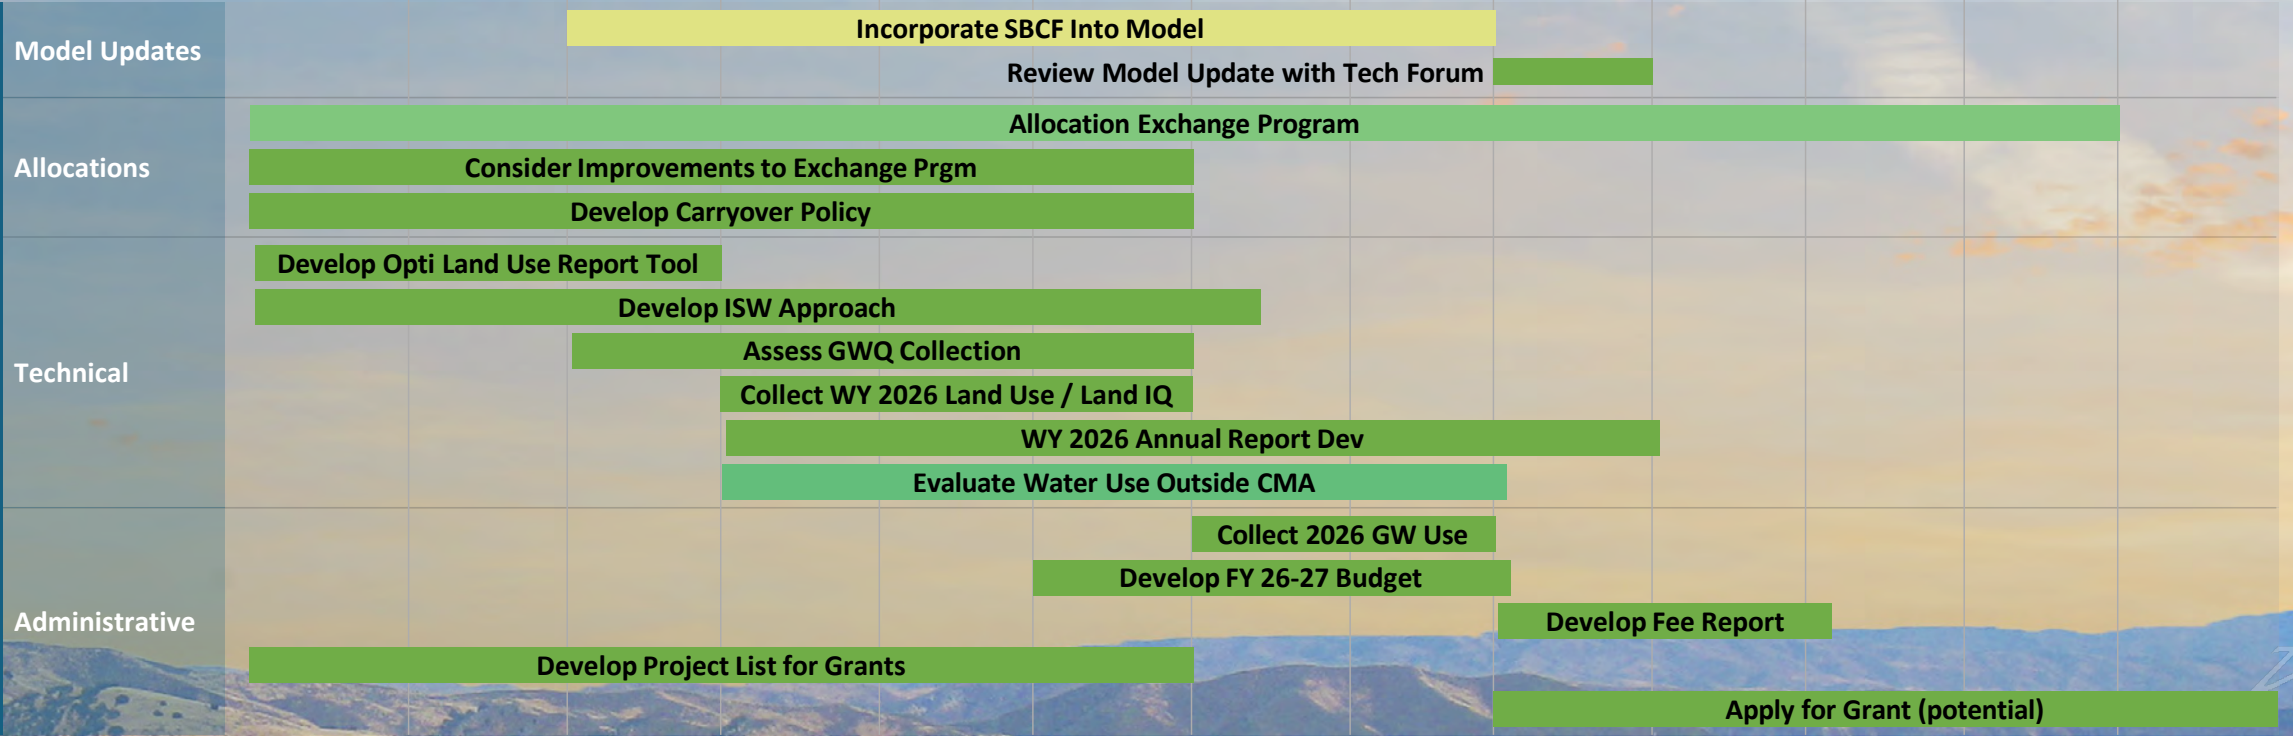 Model Updates
Incorporate SBCF Into Model
Review Model Update with Tech Forum
Allocations
Allocation Exchange Program
Consider Improvements to Exchange Prgm
Develop Carryover Policy
Technical
Develop Opti Land Use Report Tool
Develop ISW Approach
Assess GWQ Collection
Collect WY 2026 Land Use / Land IQ
WY 2026 Annual Report Dev
Evaluate Water Use Outside CMA
Administrative
Collect 2026 GW Use
Develop FY 26-27 Budget
Develop Fee Report
Develop Project List for Grants
Apply for Grant (potential)